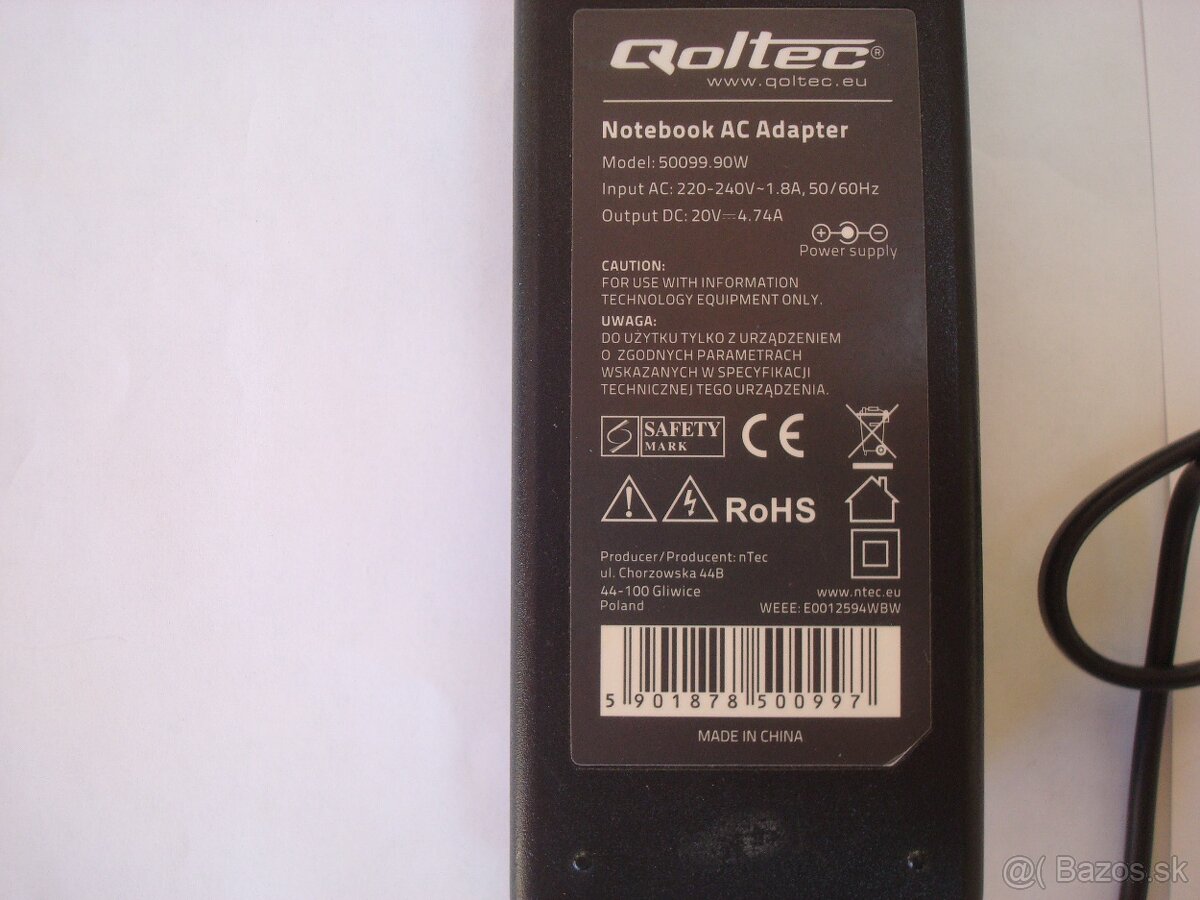 Qoltec®
www.qoltec.eu
Notebook AC Adapter
Model: 50099.90W
Input AC: 220-240V~1.8A, 50/60Hz
Output DC: 20V⎓4.74A
Power supply
CAUTION:
FOR USE WITH INFORMATION
TECHNOLOGY EQUIPMENT ONLY.
UWAGA:
DO UŻYTKU TYLKO Z URZĄDZENIEM
O ZGODNYCH PARAMETRACH
WSKAZANYCH W SPECYFIKACJI
TECHNICZNEJ TEGO URZĄDZENIA.
SAFETY
MARK
CE
RoHS
Producer/Producent: nTec
ul. Chorzowska 44B
44-100 Gliwice
Poland
www.ntec.eu
WEEE: E0012594WBW
5 901878 500997
MADE IN CHINA
@( Bazos.sk